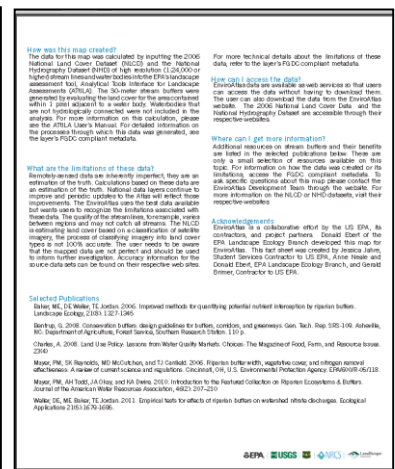 How was this map created?
The data for this map was calculated by inputting the 2006
National Land Cover Dataset (NLCD) and the National
Hydrography Dataset (NHD) of high resolution (1:24,000 or
higher) stream lines and water bodies into the EPA's landscape
assessment tool, Analytical Tools Interface for Landscape
Assessments (ATtILA). The 30-meter stream buffers were
generated by evaluating the land cover for the area contained
within 1 pixel adjacent to a water body. Waterbodies that
are not hydrologically connected were not included in the
analysis. For more information on this calculation, please
see the ATtILA User's Manual. For detailed information on
the processes through which this data was generated, see
the layer's FGDC compliant metadata.
What are the limitations of these data?
Remotely-sensed data are inherently imperfect, they are an
estimation of the truth. Calculations based on these data are
an estimation of the truth. National data layers continue to
improve and periodic updates to the Atlas will reflect those
improvements. The EnviroAtlas uses the best data available
but wants users to recognize the limitations associated with
these data. The quality of the stream lines, for example, varies
between regions and may not catch all streams. The NLCD
is estimating land cover based on a classification of satellite
imagery, the process of classifying imagery into land cover
types is not 100% accurate. The user needs to be aware
that the mapped data are not perfect and should be used
to inform further investigation. Accuracy information for the
source data sets can be found on their respective web sites.
For more technical details about the limitations of these
data, refer to the layer's FGDC compliant metadata.
How can I access the data?
EnviroAtlas data are available as web services so that users
can access the data without having to download them.
The user can also download the data from the EnviroAtlas
website. The 2006 National Land Cover Data and the
National Hydrography Dataset are accessible through their
respective websites.
Where can I get more information?
Additional resources on stream buffers and their benefits
are listed in the selected publications below. These are
only a small selection of resources available on this
topic. For information on how the data was created or its
limitations, access the FGDC compliant metadata. To
ask specific questions about this map please contact the
EnviroAtlas Development Team through the website. For
more information on the NLCD or NHD datasets, visit their
respective websites.
Acknowledgements
EnviroAtlas is a collaborative effort by the US EPA, its
contractors, and project partners. Donald Ebert of the
EPA Landscape Ecology Branch developed this map for
EnviroAtlas. This fact sheet was created by Jessica Jahre,
Student Services Contractor to US EPA, Anne Neale and
Donald Ebert, EPA Landscape Ecology Branch, and Gerald
Brimer, Contractor to US EPA.
Selected Publications
Baker, ME, DE Weller, TE Jordan. 2006. Improved methods for quantifying potential nutrient interception by riparian buffers.
Landscape Ecology, 21(8): 1327-1345.
Bentrup, G. 2008. Conservation buffers: design guidelines for buffers, corridors, and greenways. Gen. Tech. Rep. SRS-109. Asheville,
NC: Department of Agriculture, Forest Service, Southern Research Station. 110 p.
Charles, A. 2008. Land Use Policy: Lessons from Water Quality Markets. Choices- The Magazine of Food, Farm, and Resource Issues.
23(4)
Mayer, PM, SK Reynolds, MD McCutchen, and TJ Canfield. 2006. Riparian buffer width, vegetative cover, and nitrogen removal
effectiveness: A review of current science and regulations. Cincinnati, OH, U.S. Environmental Protection Agency. EPA/600/R-05/118.
Mayer, PM, AH Todd, JA Okay, and KA Dwire. 2010. Introduction to the Featured Collection on Riparian Ecosystems & Buffers.
Journal of the American Water Resources Association, 46(2): 207-210
Weller, DE, ME Baker, TE Jordan. 2011. Empirical tests for effects of riparian buffers on watershed nitrate discharges. Ecological
Applications 21(5):1679-1695.
EPA USGS ARCS LandScope